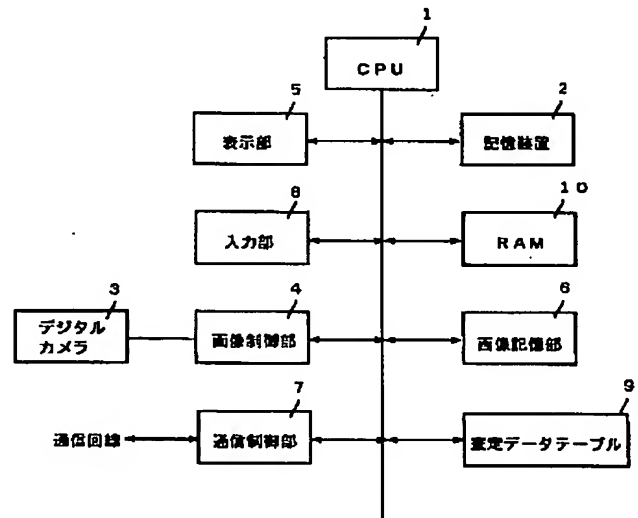 1
CPU
5
表示部
2
記憶装置
8
入力部
10
RAM
3
デジタル
カメラ
4
画像制御部
6
画像記憶部
7
通信回線
通信制御部
9
査定データテーブル